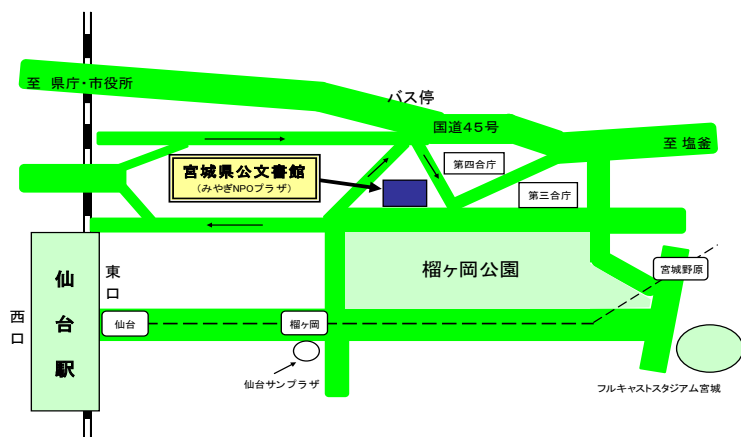 至 県庁・市役所
バス停
国道45号
至 塩釜
宮城県公文書館
(みやぎNPOプラザ)
第四合庁
第三合庁
榴ヶ岡公園
宮城野原
仙台駅
東口
西口
仙台
榴ヶ岡
仙台サンプラザ
フルキャストスタジアム宮城